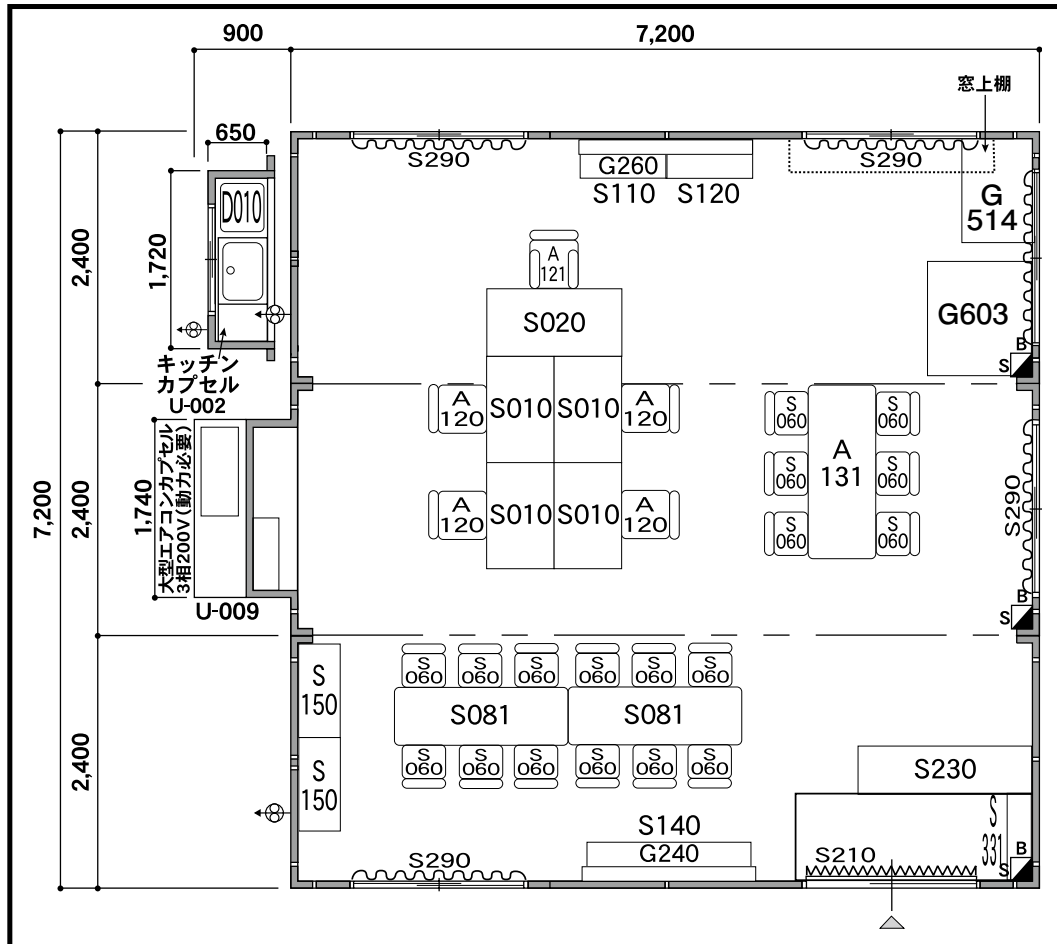 900
7,200
窓上棚
650
S290
G260
S110
S120
S290
G
514
D010
2,400
1,720
A
121
S020
G603
B
S
キッチン
カプセル
U-002
A
120
S010
S010
A
120
S
060
S
060
A
131
S
060
S
060
S
060
S
060
7,200
2,400
1,740
大型エアコンカプセル
3相200V(動力必要)
U-009
A
120
S010
S010
A
120
S290
B
S
S
150
S
060
S
060
S
060
S
060
S
060
S
060
S081
S081
S
060
S
060
S
060
S
060
S
060
S
060
2,400
S
150
S230
S140
G240
S290
S210
S
331
B
S